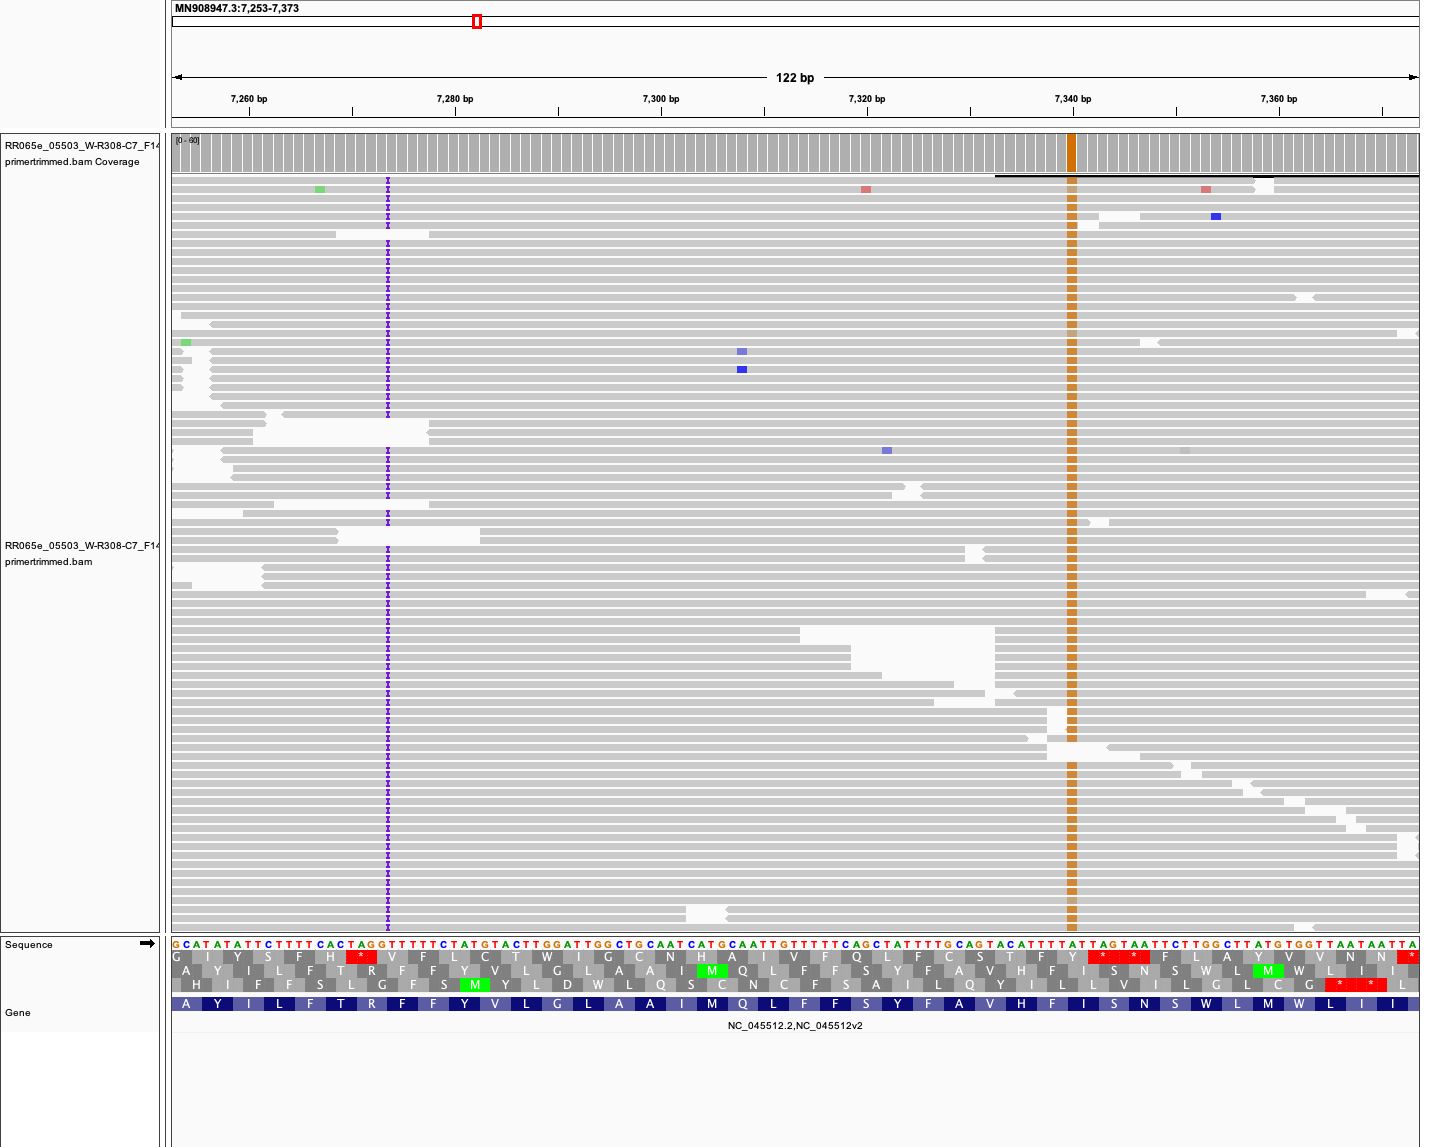 MN908947.3:7,253-7,373
122 bp
7,260 bp 7,280 bp 7,300 bp 7,320 bp 7,340 bp 7,360 bp
RR065e_05503_W-R308-C7_F14
primertrimmed.bam Coverage
[0 - 60]
RR065e_05503_W-R308-C7_F14
primertrimmed.bam
Sequence
GCATATATTCTTTTCACTAGGTTTTTCTATGTACTTGGATTGGCTGCAATCATGCAATTGTTTTTCAGCTATTTTGCAGTACATTTTATTAGTAATTCTTGGCTTATGTGGTTAATAATTA
G I Y S F H * V F L C T W I G C N H A I V F Q L F C S T F Y * * F L A Y V V N N *
A Y I L F T R F F Y V L G L A A I M Q L F F S Y F A V H F I S N S W L M W L I I
H I F F S L G F S M Y L D W L Q S C N C F S A I L Q Y I L L V I L G L C G * * L
Gene
A Y I L F T R F F Y V L G L A A I M Q L F F S Y F A V H F I S N S W L M W L I I
NC_045512.2,NC_045512v2